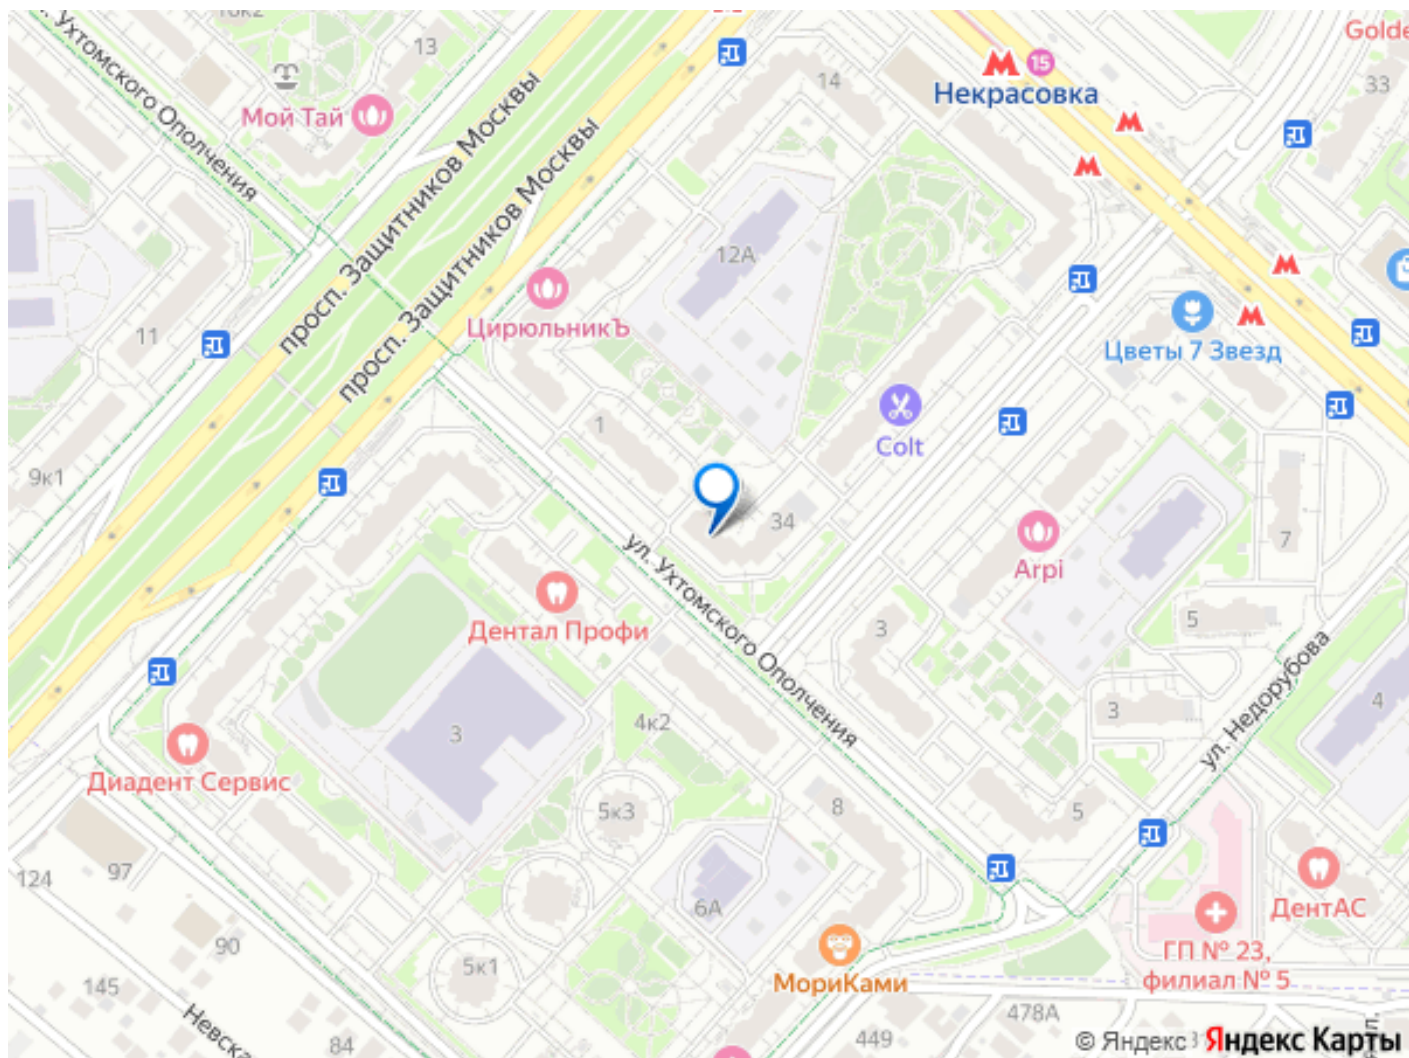 13
Golde
15
14
33
Некрасовка
Мой Тай
ул. Ухтомского Ополчения
просп. Защитников Москвы
просп. Защитников Москвы
12А
ЦирюльникЪ
11
Цветы 7 Звезд
1
Colt
9к1
34
7
Arpi
ул. Ухтомского Ополчения
Дентал Профи
3
5
ул. Недорубова
3
4к2
3
4
Диадент Сервис
5к3
8
5
124
97
6А
ДентАС
90
ГП № 23,
филиал № 5
5к1
МориКами
145
Невска
84
449
478А
© Яндекс Яндекс Карты